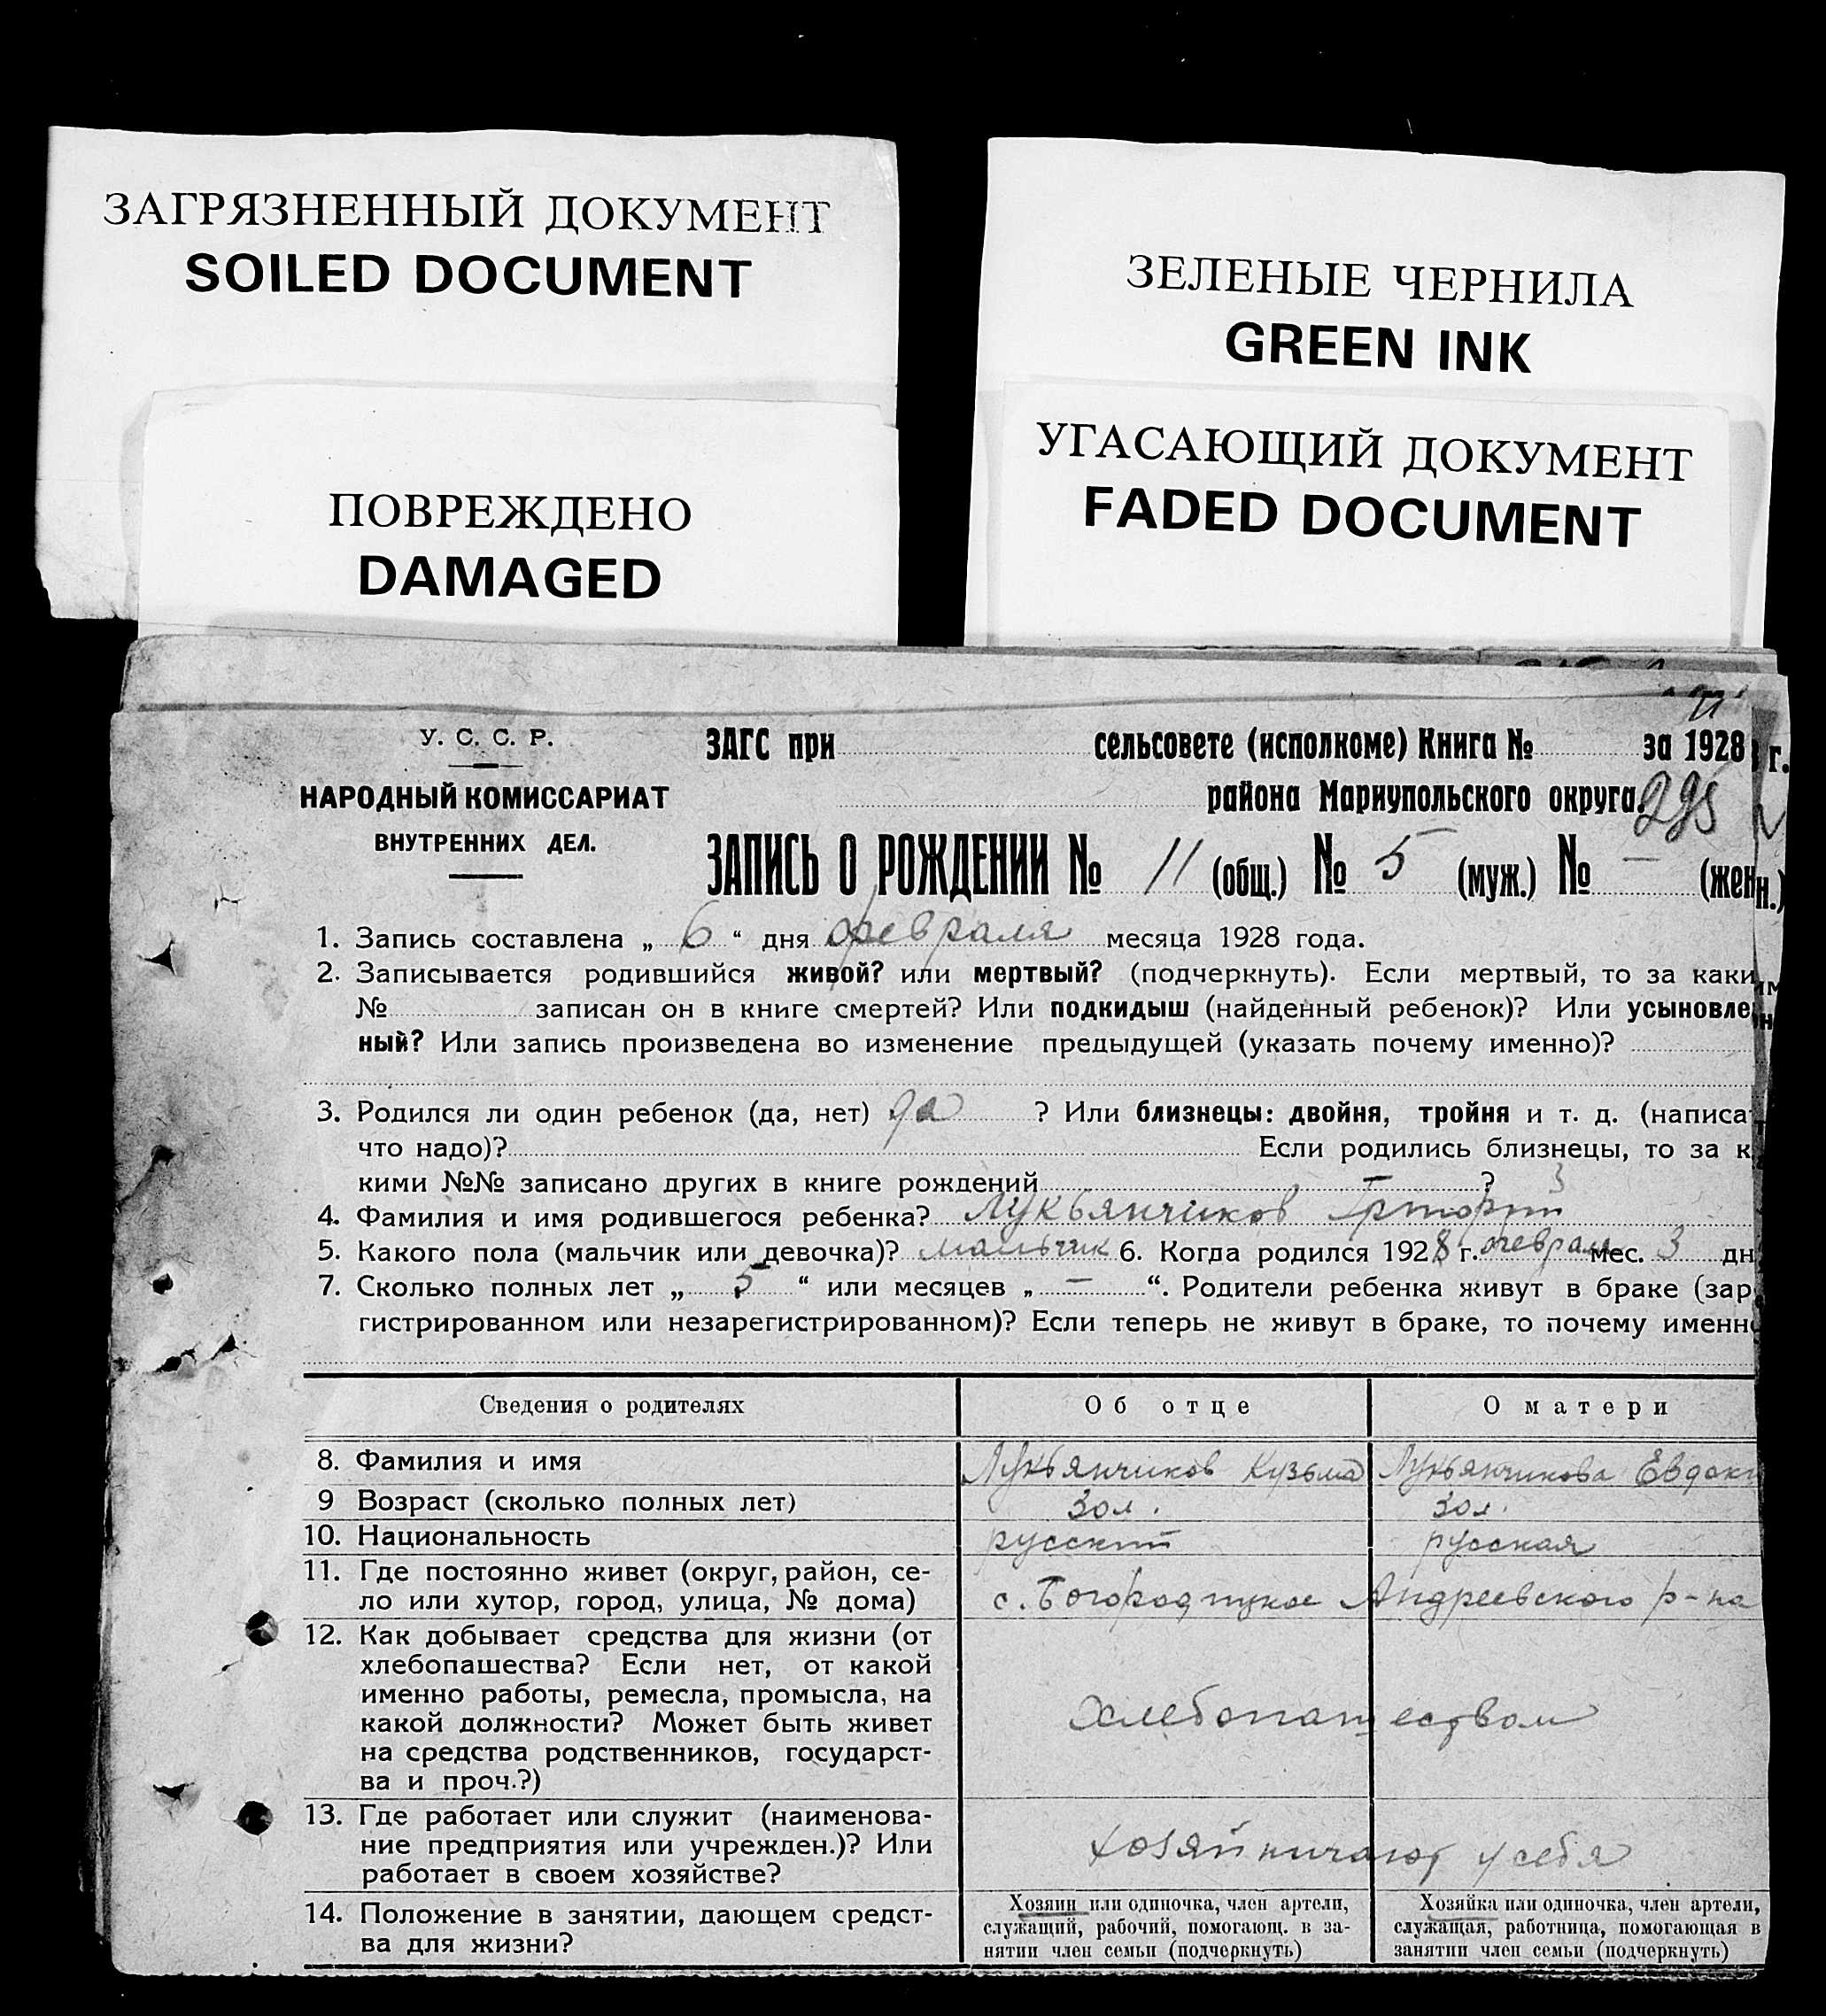 ЗАГРЯЗНЕННЫЙ ДОКУМЕНТ
SOILED DOCUMENT
ПОВРЕЖДЕНО
DAMAGED
ЗЕЛЕНЫЕ ЧЕРНИЛА
GREEN INK
УГАСАЮЩИЙ ДОКУМЕНТ
FADED DOCUMENT
У. С. С. Р.
НАРОДНЫЙ КОМИССАРИАТ
ВНУТРЕННИХ ДЕЛ.
ЗАГС при сельсовете (исполкоме) Книга № за 1928 г.
района Мариупольского округа. 295
ЗАПИСЬ О РОЖДЕНИИ № 11 (общ.) № 5 (муж.) № — (жен
1. Запись составлена „ 6 “ дня февраля месяца 1928 года.
2. Записывается родившийся живой? или мертвый? (подчеркнуть). Если мертвый, то за каки
№ записан он в книге смертей? Или подкидыш (найденный ребенок)? Или усыновле
ный? Или запись произведена во изменение предыдущей (указать почему именно)?
3. Родился ли один ребенок (да, нет) да ? Или близнецы: двойня, тройня и т. д. (написа
что надо)? Если родились близнецы, то за к
кими №№ записано других в книге рождений ?
4. Фамилия и имя родившегося ребенка? Лукьянчиков Григорий
5. Какого пола (мальчик или девочка)? мальчик 6. Когда родился 1928 г. феврал мес. 3 дн
7. Сколько полных лет „ 5 “ или месяцев „ — “. Родители ребенка живут в браке (зар
гистрированном или незарегистрированном)? Если теперь не живут в браке, то почему именно
Сведения о родителях Об отце О матери
8. Фамилия и имя Лукьянчиков Кузьма Лукьянчикова Евдоки
9 Возраст (сколько полных лет) 30 л. 30 л.
10. Национальность русский русская
11. Где постоянно живет (округ, район, се-
ло или хутор, город, улица, № дома) с. Богородицкое Андреевского р-на
12. Как добывает средства для жизни (от
хлебопашества? Если нет, от какой
именно работы, ремесла, промысла, на
какой должности? Может быть живет
на средства родственников, государст-
ва и проч.?)
хлебопашеством
13. Где работает или служит (наименова-
ние предприятия или учрежден.)? Или
работает в своем хозяйстве?
хозяйничают у себя
14. Положение в занятии, дающем средст-
ва для жизни?
Хозяин или одиночка, член артели,
служащий, рабочий, помогающ. в за-
нятии член семьи (подчеркнуть)
Хозяйка или одиночка, член артели,
служащая, работница, помогающая в
занятии член семьи (подчеркнуть)